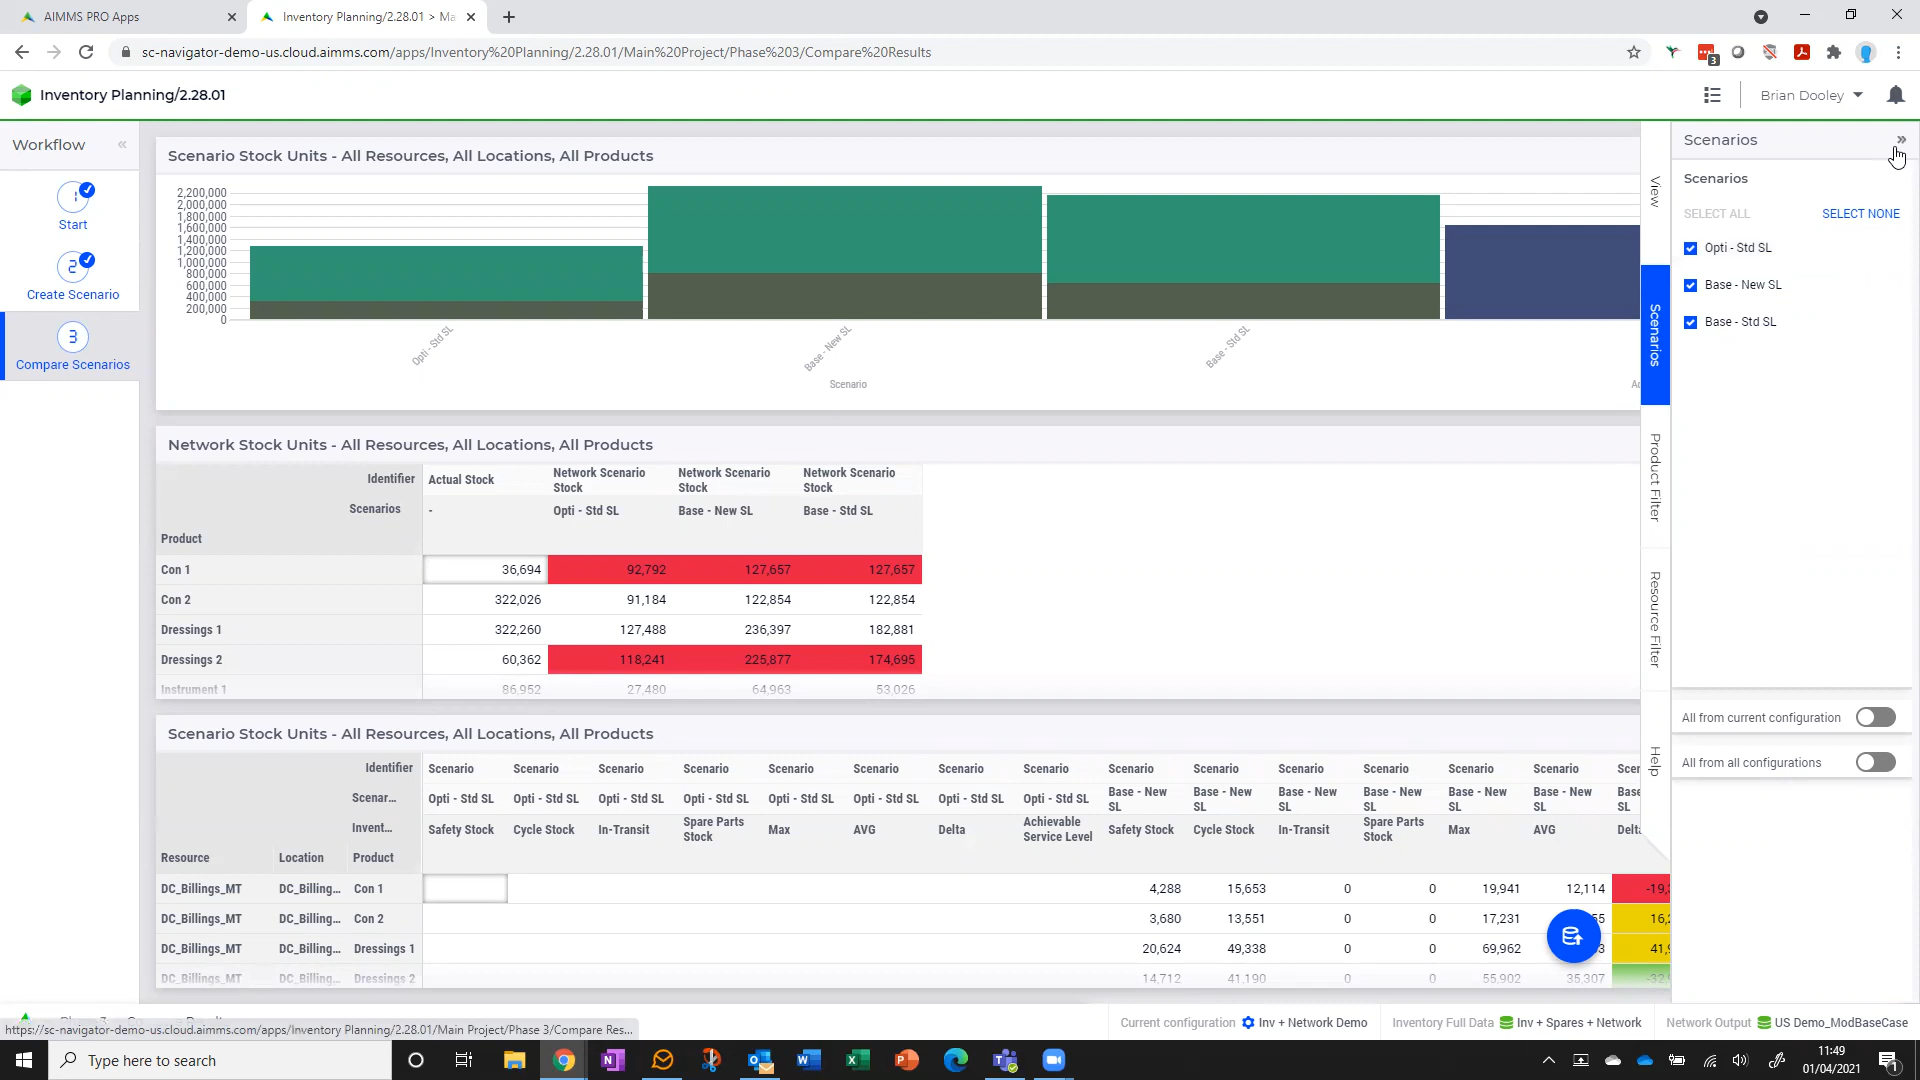 AIMMS PRO Apps
Inventory Planning/2.28.01 > Ma
sc-navigator-demo-us.cloud.aimms.com/apps/Inventory%20Planning/2.28.01/Main%20Project/Phase%203/Compare%20Results
3
Inventory Planning/2.28.01
Brian Dooley
Workflow
1
Start
2
Create Scenario
3
Compare Scenarios
Scenario Stock Units - All Resources, All Locations, All Products
2,200,000
2,000,000
1,800,000
1,600,000
1,400,000
1,200,000
1,000,000
800,000
600,000
400,000
200,000
0
Opti - Std SL
Base - New SL
Base - Std SL
Scenario
View
Scenarios
Product Filter
Resource Filter
Help
Scenarios
Scenarios
SELECT ALL SELECT NONE
Opti - Std SL
Base - New SL
Base - Std SL
All from current configuration
All from all configurations
Network Stock Units - All Resources, All Locations, All Products
Identifier Actual Stock Network Scenario Stock Network Scenario Stock Network Scenario Stock
Scenarios - Opti - Std SL Base - New SL Base - Std SL
Product
Con 1 36,694 92,792 127,657 127,657
Con 2 322,026 91,184 122,854 122,854
Dressings 1 322,260 127,488 236,397 182,881
Dressings 2 60,362 118,241 225,877 174,695
Instrument 1 86,952 27,480 64,963 53,026
Scenario Stock Units - All Resources, All Locations, All Products
Identifier Scenario Scenario Scenario Scenario Scenario Scenario Scenario Scenario Scenario Scenario Scenario Scenario Scenario Scenario
Scenar... Opti - Std SL Opti - Std SL Opti - Std SL Opti - Std SL Opti - Std SL Opti - Std SL Opti - Std SL Opti - Std SL Base - New SL Base - New SL Base - New SL Base - New SL Base - New SL Base - New SL
Invent... Safety Stock Cycle Stock In-Transit Spare Parts Stock Max AVG Delta Achievable Service Level Safety Stock Cycle Stock In-Transit Spare Parts Stock Max AVG
Resource Location Product
DC_Billings_MT DC_Billing... Con 1 4,288 15,653 0 0 19,941 12,114
DC_Billings_MT DC_Billing... Con 2 3,680 13,551 0 0 17,231
DC_Billings_MT DC_Billing... Dressings 1 20,624 49,338 0 0 69,962
DC_Billings_MT DC_Billing... Dressings 2 14,712 41,190 0 0 55,902 35,307
https://sc-navigator-demo-us.cloud.aimms.com/apps/Inventory Planning/2.28.01/Main Project/Phase 3/Compare Res...
Current configuration Inv + Network Demo Inventory Full Data Inv + Spares + Network Network Output US Demo_ModBaseCase
Type here to search
11:49
01/04/2021
1